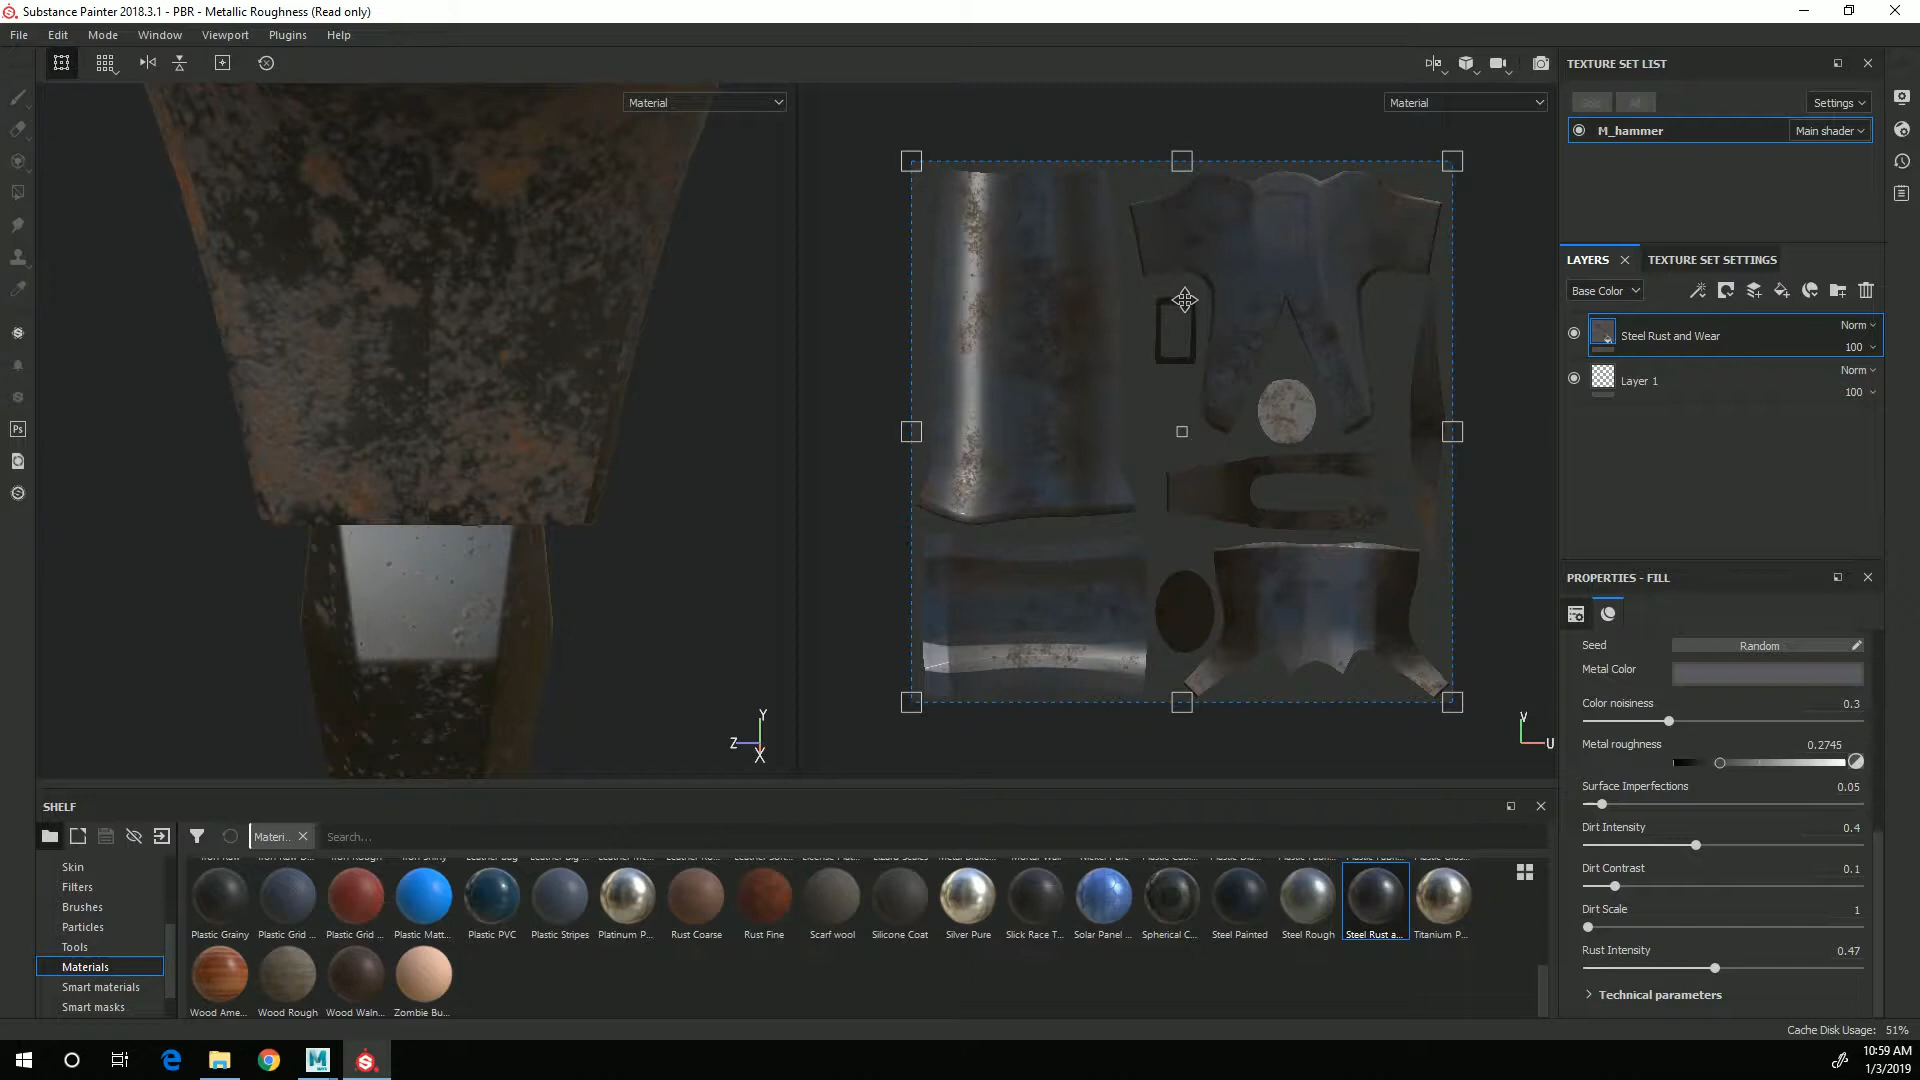 Substance Painter 2018.3.1 - PBR - Metallic Roughness (Read only)
File Edit Mode Window Viewport Plugins Help
Material
Material
TEXTURE SET LIST
Settings
M_hammer
Main shader
LAYERS
TEXTURE SET SETTINGS
Base Color
Steel Rust and Wear
Norm
100
Layer 1
Norm
100
PROPERTIES - FILL
Seed
Random
Metal Color
Color noisiness
0.3
Metal roughness
0.2745
Surface Imperfections
0.05
Dirt Intensity
0.4
Dirt Contrast
0.1
Dirt Scale
1
Rust Intensity
0.47
Technical parameters
Y
Z
X
V
U
Ps
SHELF
Materi..
Search...
Skin
Filters
Brushes
Particles
Tools
Materials
Smart materials
Smart masks
Plastic Grainy
Plastic Grid ...
Plastic Grid ...
Plastic Matt...
Plastic PVC
Plastic Stripes
Platinum P...
Rust Coarse
Rust Fine
Scarf wool
Silicone Coat
Silver Pure
Slick Race T...
Solar Panel ...
Spherical C...
Steel Painted
Steel Rough
Steel Rust a...
Titanium P...
Wood Ame...
Wood Rough
Wood Waln...
Zombie Bu...
Cache Disk Usage: 51%
10:59 AM
1/3/2019